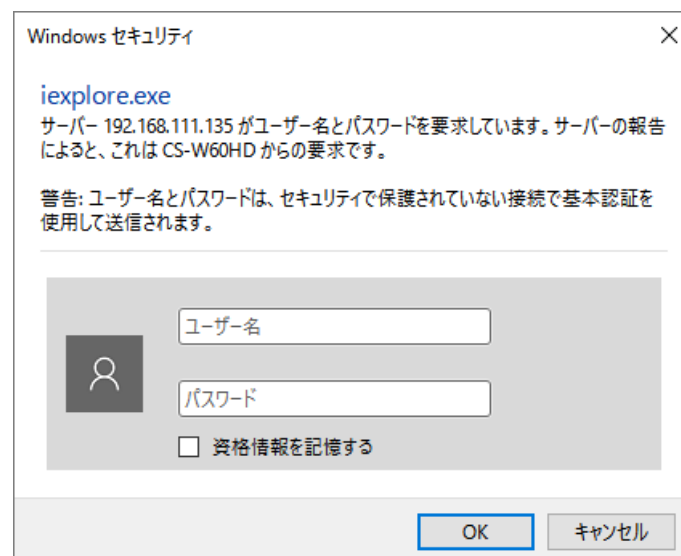 Windows セキュリティ
iexplore.exe
サーバー 192.168.111.135 がユーザー名とパスワードを要求しています。サーバーの報告
によると、これは CS-W60HD からの要求です。
警告: ユーザー名とパスワードは、セキュリティで保護されていない接続で基本認証を
使用して送信されます。
ユーザー名
パスワード
資格情報を記憶する
OK キャンセル